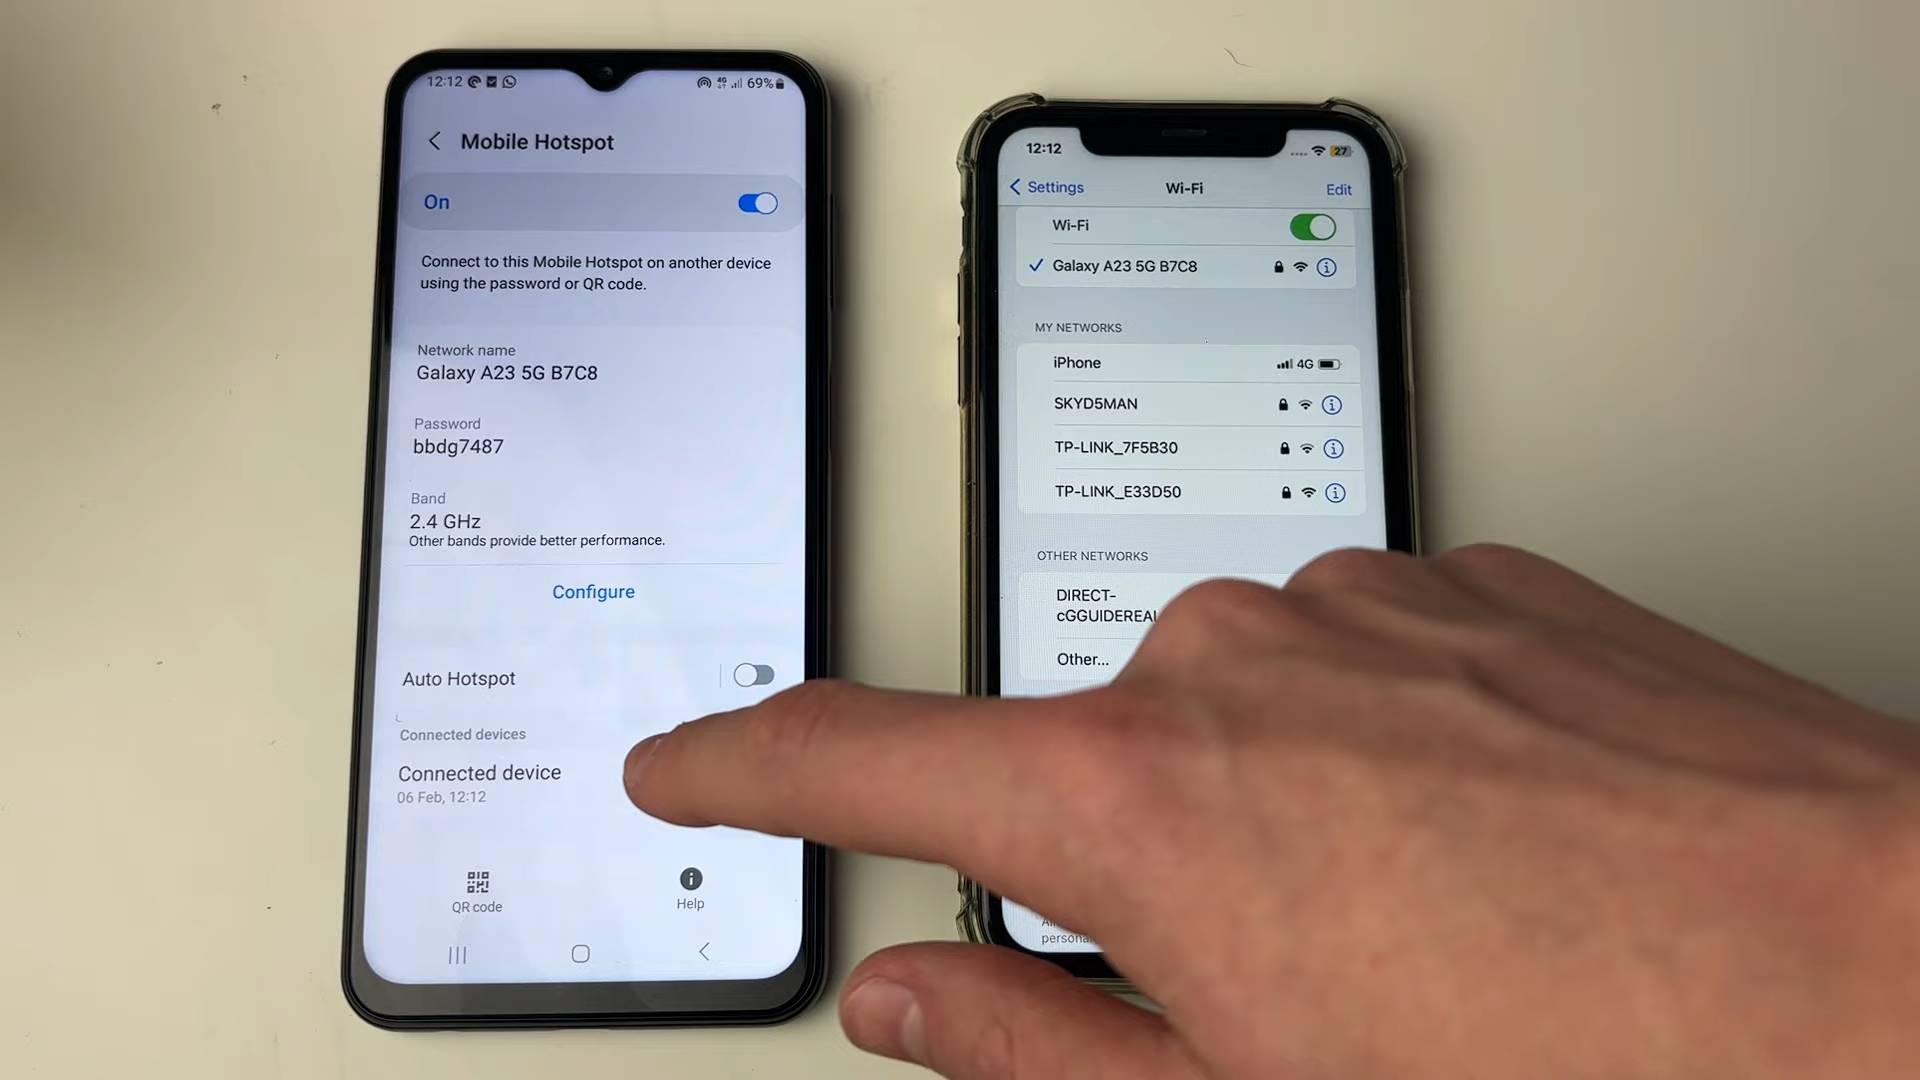 12:12
4G 69%
Mobile Hotspot
On
Connect to this Mobile Hotspot on another device
using the password or QR code.
Network name
Galaxy A23 5G B7C8
Password
bbdg7487
Band
2.4 GHz
Other bands provide better performance.
Configure
Auto Hotspot
Connected devices
Connected device
06 Feb, 12:12
QR code
Help
12:12
27
Settings
Wi-Fi
Edit
Wi-Fi
Galaxy A23 5G B7C8
MY NETWORKS
iPhone
4G
SKYD5MAN
TP-LINK_7F5B30
TP-LINK_E33D50
OTHER NETWORKS
DIRECT-
cGGUIDEREAL
Other...
persona